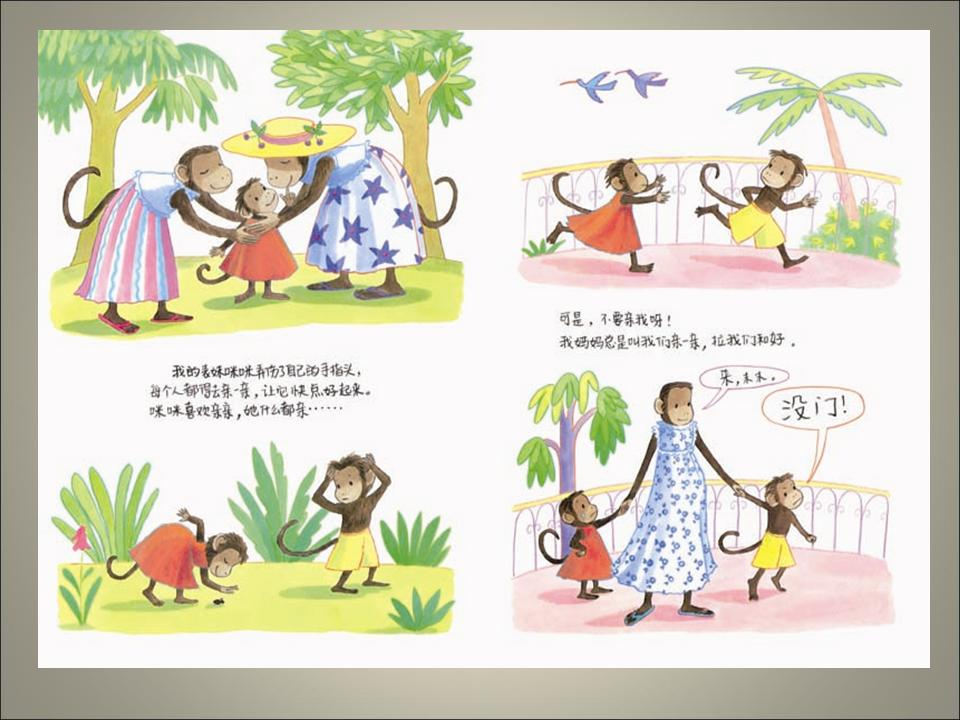 我的表妹咪咪弄伤了自己的手指头，
每个人都得去亲一亲，让它快点好起来。
咪咪喜欢亲亲，她什么都亲……
可是，不要亲我呀！
我妈妈总是叫我们亲一亲，拉我们和好。
来，木木。
没门！